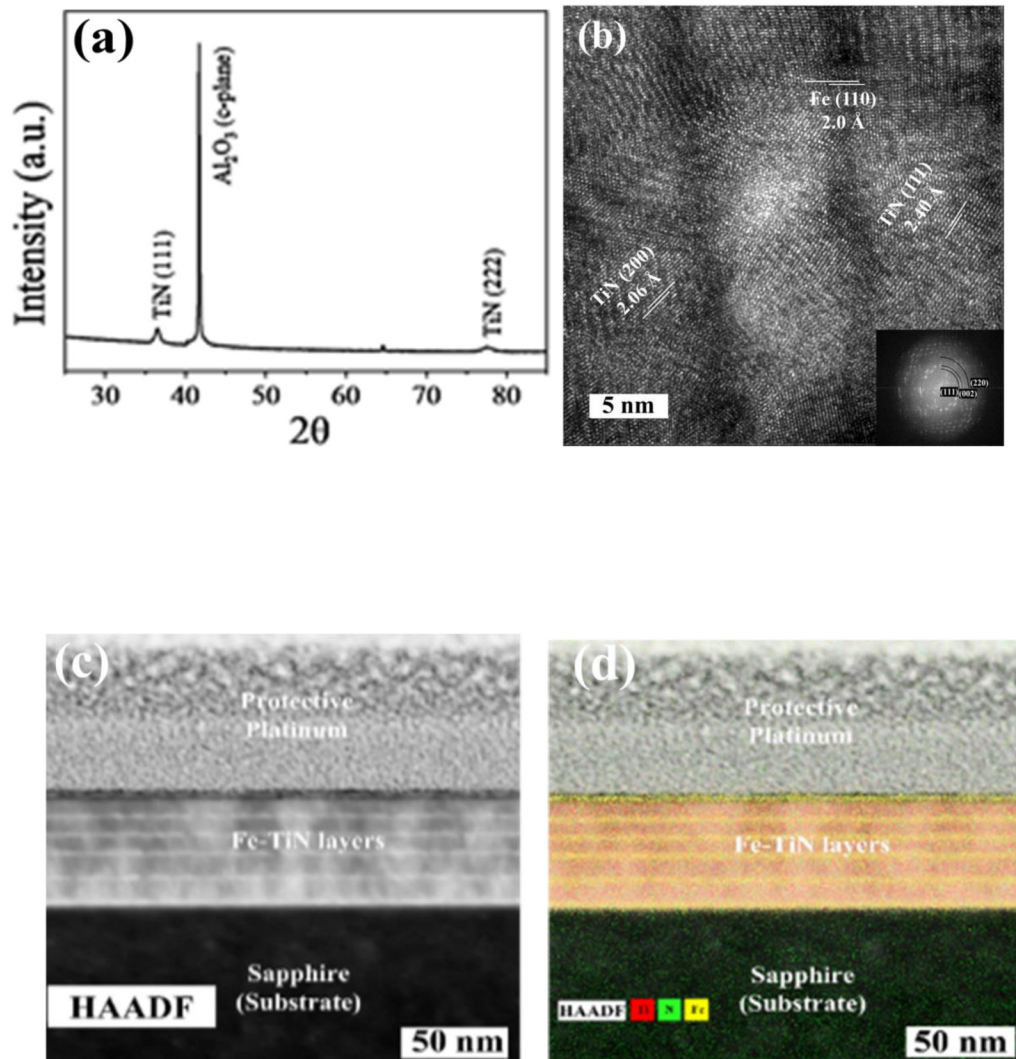 (a)
Intensity (a.u.)
TiN (111)
Al₂O₃ (c-plane)
TiN (222)
30 40 50 60 70 80
2θ
(b)
Fe (110)
2.0 Å
TiN (111)
2.40 Å
TiN (200)
2.06 Å
5 nm
(220)
(111) (002)
(c)
Protective
Platinum
Fe-TiN layers
Sapphire
(Substrate)
HAADF
50 nm
(d)
Protective
Platinum
Fe-TiN layers
Sapphire
(Substrate)
HAADF Ti N Fe
50 nm